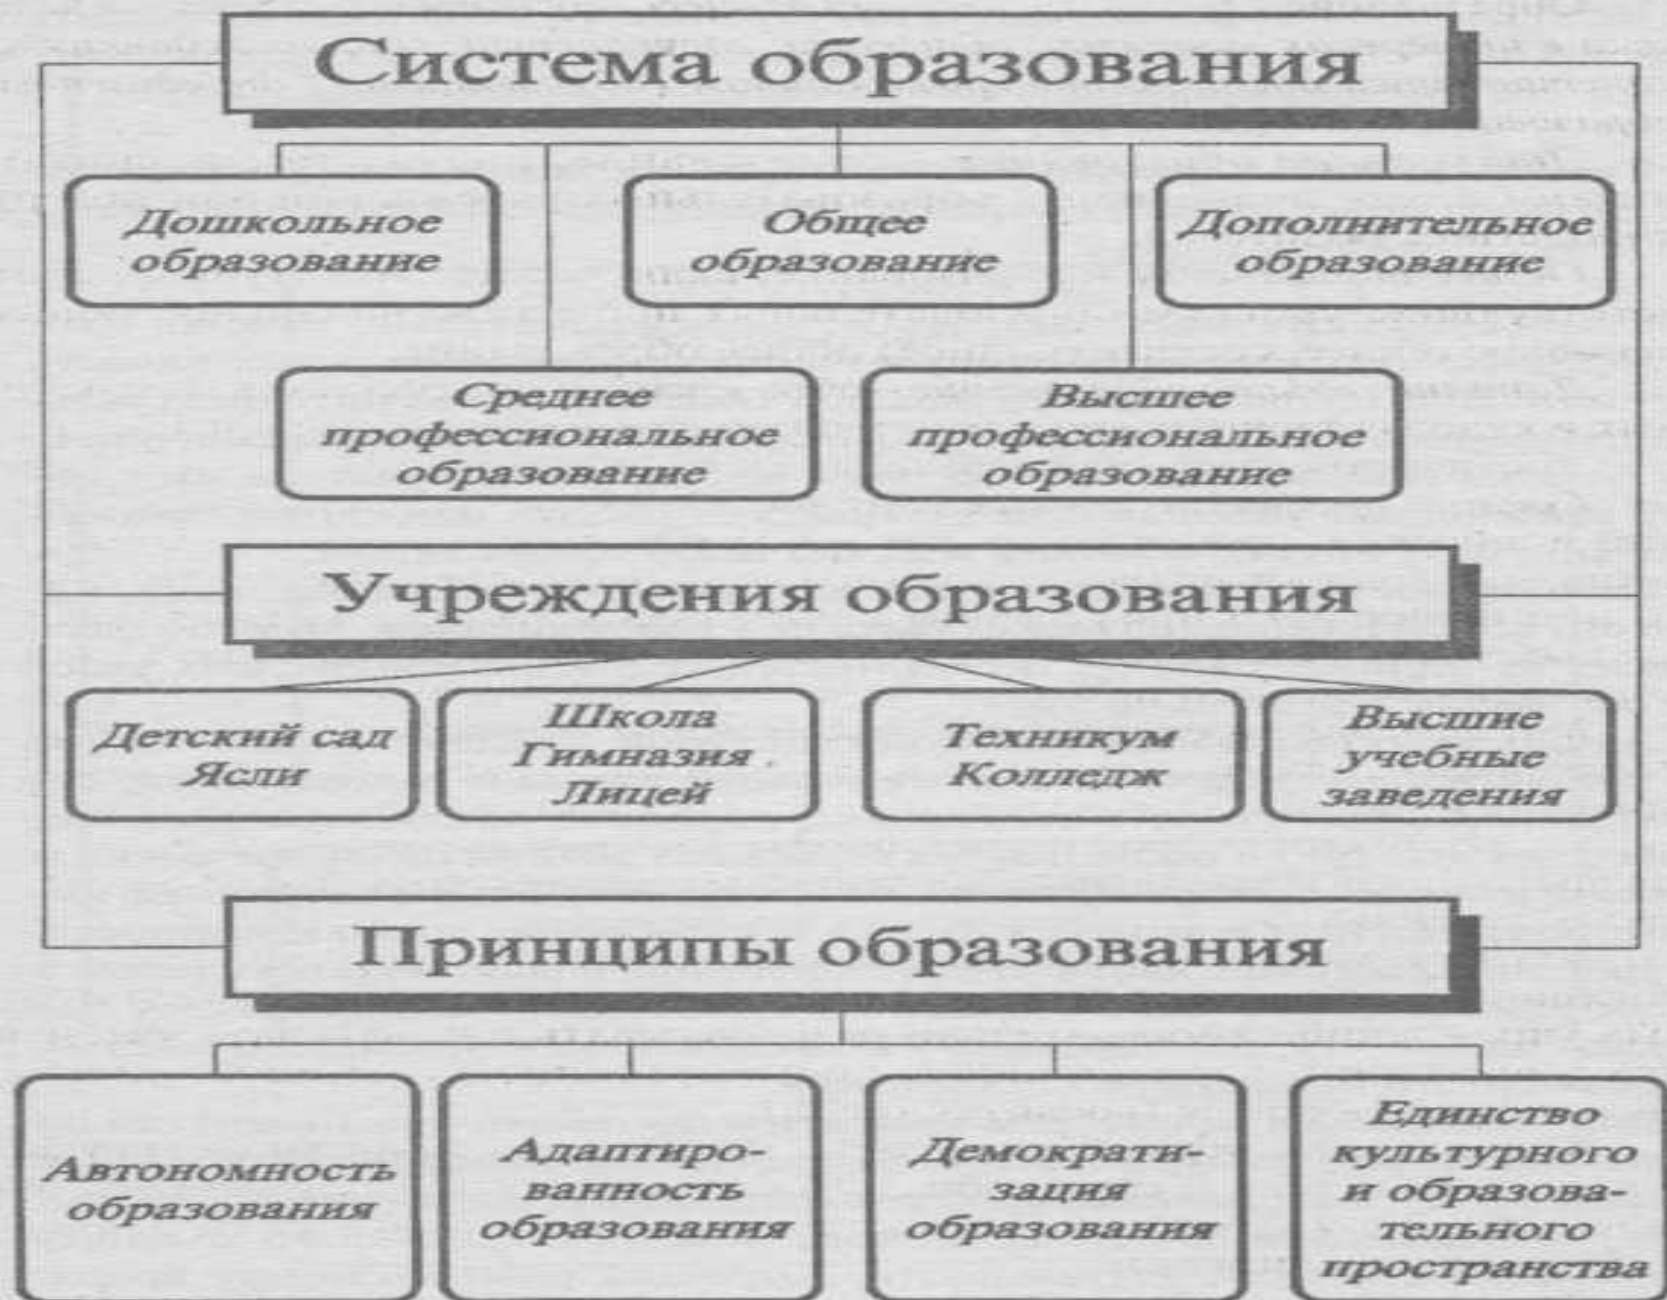 Система образования
Дошкольное
образование
Общее
образование
Дополнительное
образование
Среднее
профессиональное
образование
Высшее
профессиональное
образование
Учреждения образования
Детский сад
Ясли
Школа
Гимназия
Лицей
Техникум
Колледж
Высшие
учебные
заведения
Принципы образования
Автономность
образования
Адаптиро-
ванность
образования
Демократи-
зация
образования
Единство
культурного
и образова-
тельного
пространства